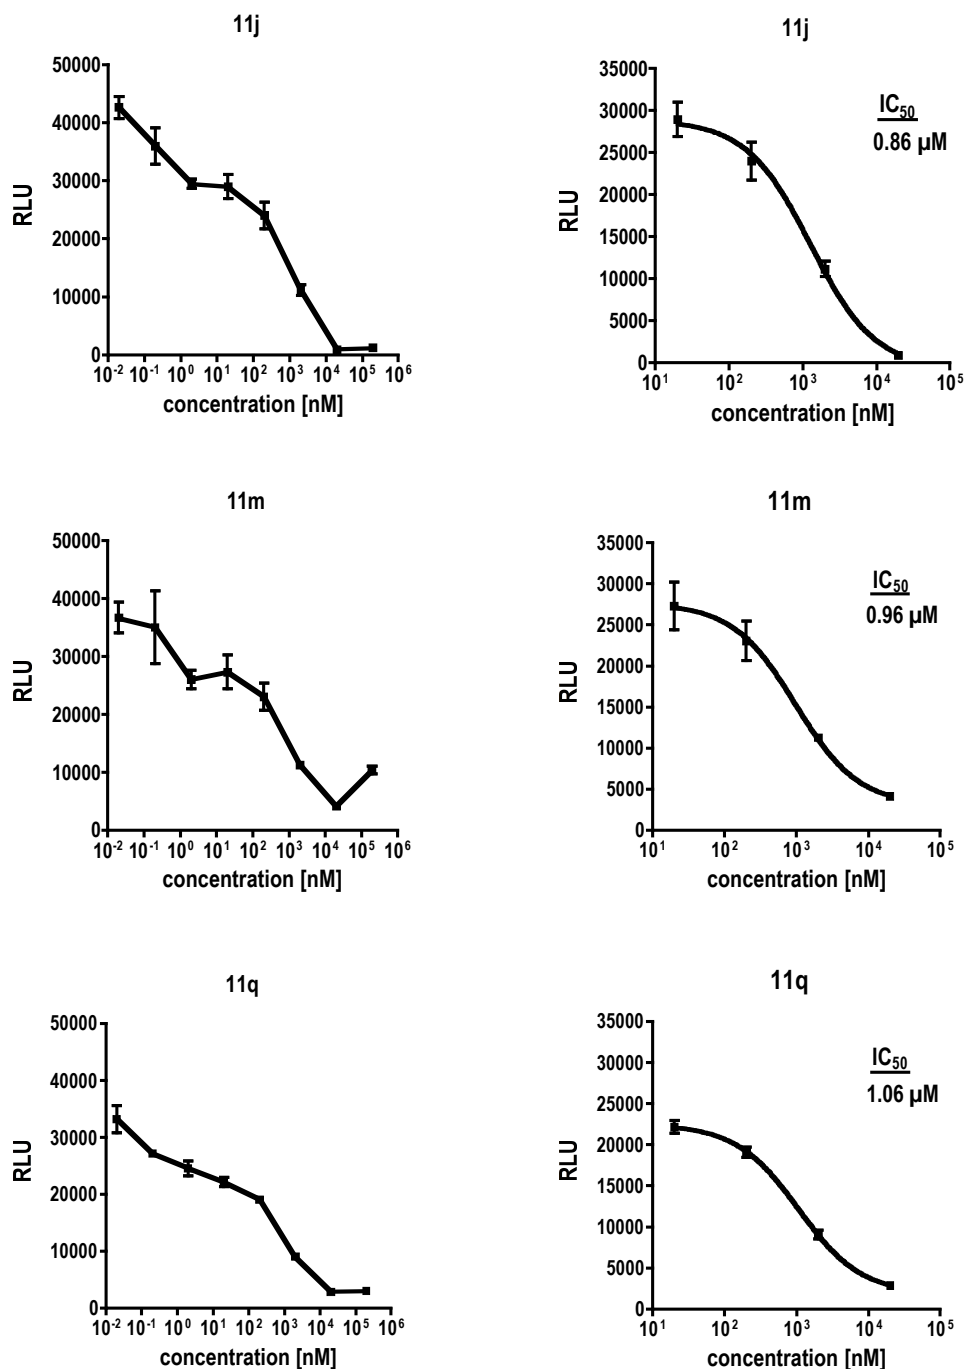 11j
50000
40000
30000
20000
10000
0
RLU
10⁻² 10⁻¹ 10⁰ 10¹ 10² 10³ 10⁴ 10⁵ 10⁶
concentration [nM]
11j
35000
30000
25000
20000
15000
10000
5000
0
RLU
IC₅₀
0.86 µM
10¹ 10² 10³ 10⁴ 10⁵
concentration [nM]
11m
50000
40000
30000
20000
10000
0
RLU
10⁻² 10⁻¹ 10⁰ 10¹ 10² 10³ 10⁴ 10⁵ 10⁶
concentration [nM]
11m
35000
30000
25000
20000
15000
10000
5000
0
RLU
IC₅₀
0.96 µM
10¹ 10² 10³ 10⁴ 10⁵
concentration [nM]
11q
50000
40000
30000
20000
10000
0
RLU
10⁻² 10⁻¹ 10⁰ 10¹ 10² 10³ 10⁴ 10⁵ 10⁶
concentration [nM]
11q
35000
30000
25000
20000
15000
10000
5000
0
RLU
IC₅₀
1.06 µM
10¹ 10² 10³ 10⁴ 10⁵
concentration [nM]